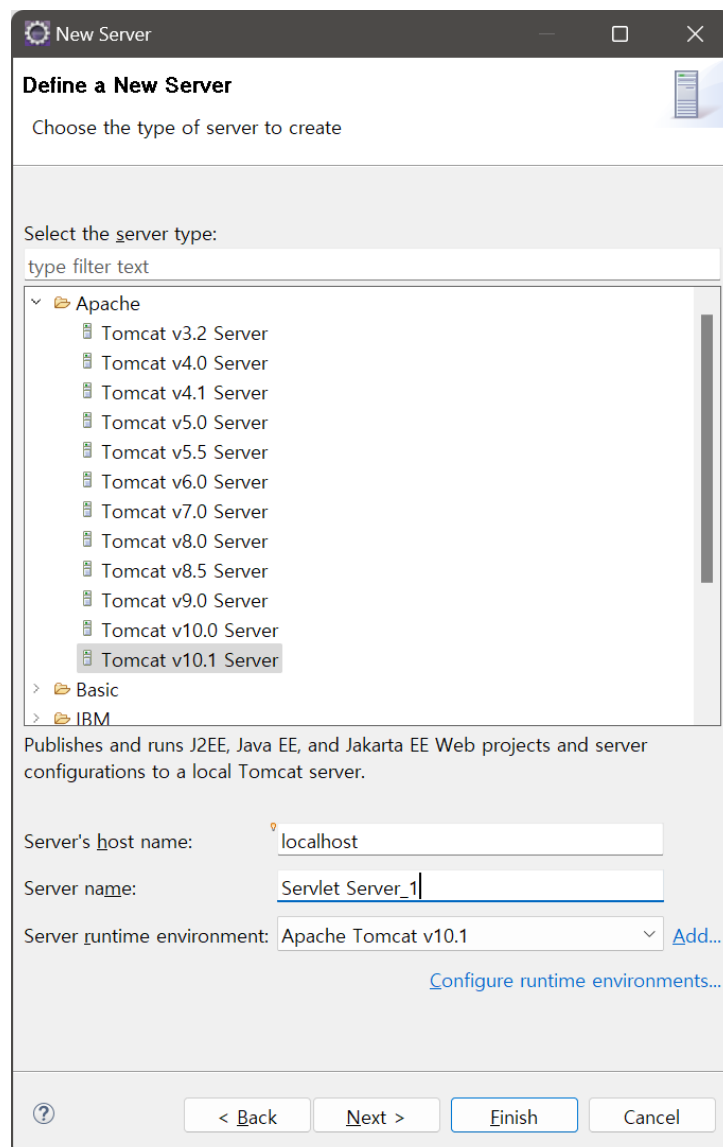 New Server
Define a New Server
Choose the type of server to create
Select the server type:
type filter text
Apache
Tomcat v3.2 Server
Tomcat v4.0 Server
Tomcat v4.1 Server
Tomcat v5.0 Server
Tomcat v5.5 Server
Tomcat v6.0 Server
Tomcat v7.0 Server
Tomcat v8.0 Server
Tomcat v8.5 Server
Tomcat v9.0 Server
Tomcat v10.0 Server
Tomcat v10.1 Server
Basic
IBM
Publishes and runs J2EE, Java EE, and Jakarta EE Web projects and server
configurations to a local Tomcat server.
Server's host name: localhost
Server name: Servlet Server_1
Server runtime environment: Apache Tomcat v10.1 Add...
Configure runtime environments...
? < Back Next > Finish Cancel